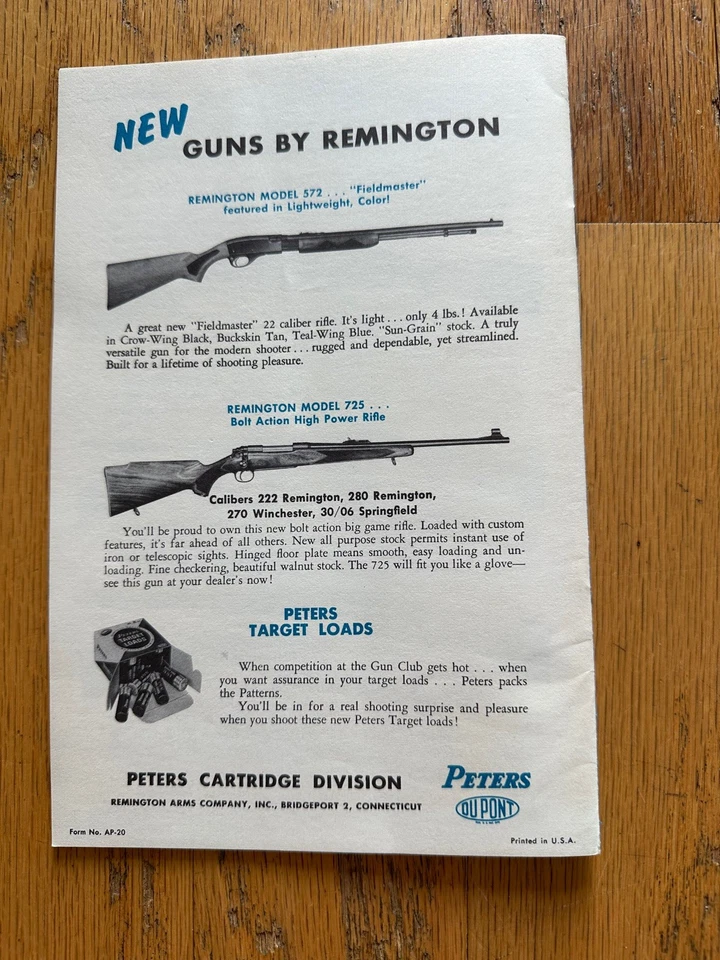 NEW
GUNS BY REMINGTON
REMINGTON MODEL 572 . . . "Fieldmaster"
featured in Lightweight, Color!
A great new "Fieldmaster" 22 caliber rifle. It's light . . . only 4 lbs. ! Available
in Crow-Wing Black, Buckskin Tan, Teal-Wing Blue. "Sun-Grain" stock. A truly
versatile gun for the modern shooter . . . rugged and dependable, yet streamlined.
Built for a lifetime of shooting pleasure.
REMINGTON MODEL 725 . . .
Bolt Action High Power Rifle
Calibers 222 Remington, 280 Remington,
270 Winchester, 30/06 Springfield
You'll be proud to own this new bolt action big game rifle. Loaded with custom
features, it's far ahead of all others. New all purpose stock permits instant use of
iron or telescopic sights. Hinged floor plate means smooth, easy loading and un-
loading. Fine checkering, beautiful walnut stock. The 725 will fit you like a glove—
see this gun at your dealer's now!
PETERS
TARGET LOADS
TARGET
LOADS
When competition at the Gun Club gets hot . . . when
you want assurance in your target loads . . . Peters packs
the Patterns.
You'll be in for a real shooting surprise and pleasure
when you shoot these new Peters Target loads!
PETERS CARTRIDGE DIVISION
REMINGTON ARMS COMPANY, INC., BRIDGEPORT 2, CONNECTICUT
PETERS
DU PONT
Form No. AP-20
Printed in U.S.A.